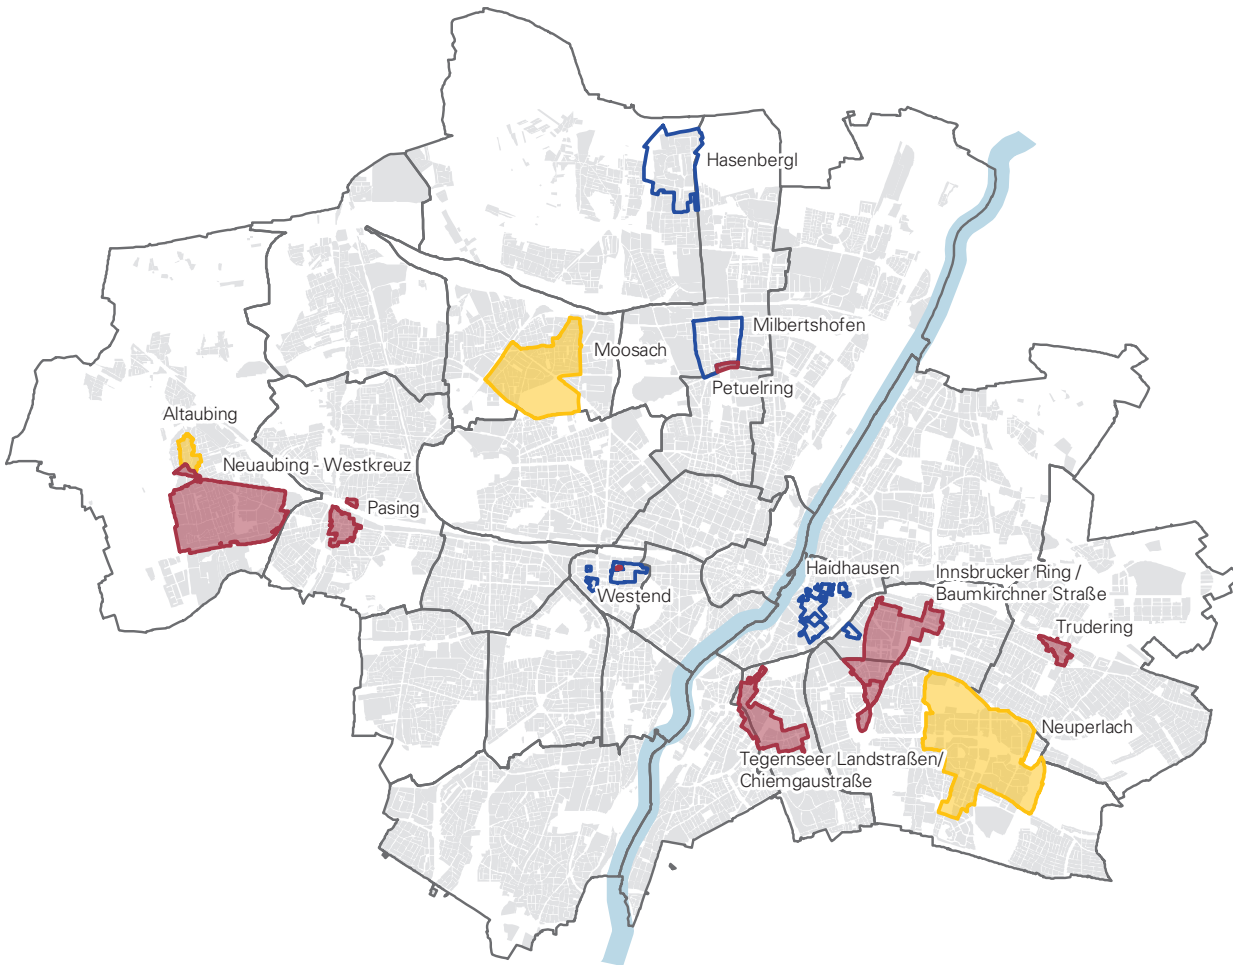 Hasenbergl
Milbertshofen
Moosach
Petuelring
Altaubing
Neuaubing - Westkreuz
Pasing
Haidhausen
Innsbrucker Ring /
Baumkirchner Straße
Westend
Trudering
Neuperlach
Tegernseer Landstraßen/
Chiemgaustraße